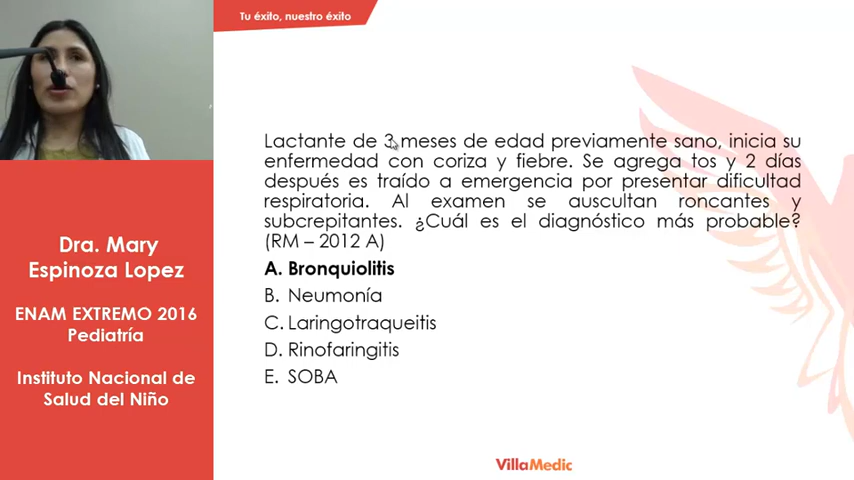 Tu éxito, nuestro éxito
Lactante de 3 meses de edad previamente sano, inicia su
enfermedad con coriza y fiebre. Se agrega tos y 2 días
después es traído a emergencia por presentar dificultad
respiratoria. Al examen se auscultan roncantes y
subcrepitantes. ¿Cuál es el diagnóstico más probable?
(RM – 2012 A)
A. Bronquiolitis
B. Neumonía
C. Laringotraqueitis
D. Rinofaringitis
E. SOBA
Dra. Mary
Espinoza Lopez
ENAM EXTREMO 2016
Pediatría
Instituto Nacional de
Salud del Niño
VillaMedic